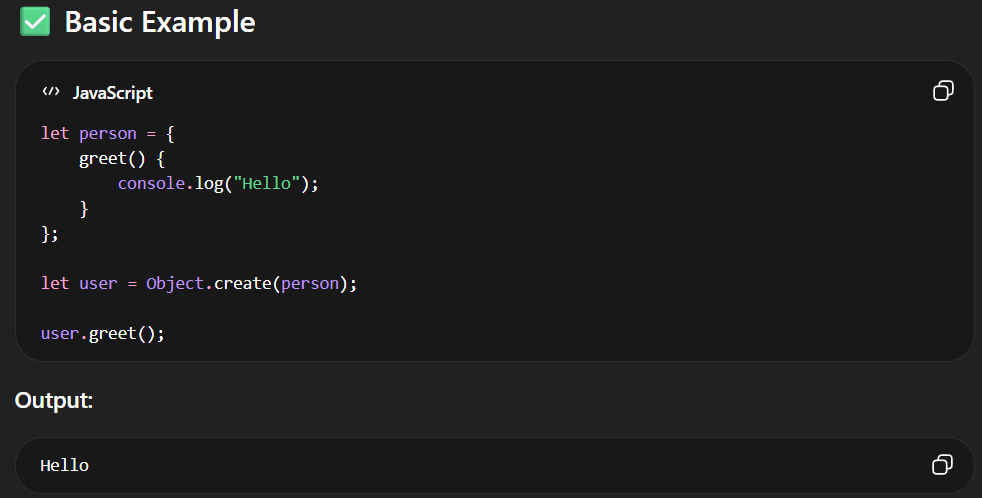 ✅ Basic Example
</> JavaScript
let person = {
    greet() {
        console.log("Hello");
    }
};
let user = Object.create(person);
user.greet();
Output:
Hello